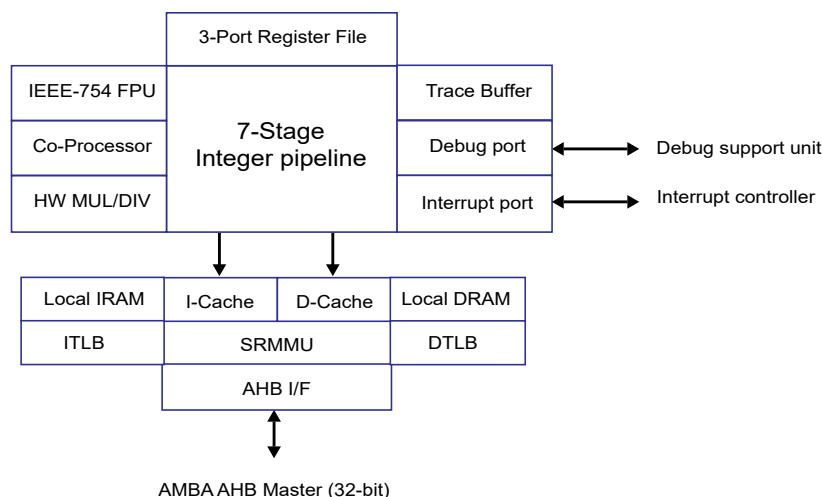 3-Port Register File
IEEE-754 FPU
Trace Buffer
7-Stage
Integer pipeline
Co-Processor
Debug port
Debug support unit
HW MUL/DIV
Interrupt port
Interrupt controller
Local IRAM
I-Cache
D-Cache
Local DRAM
ITLB
SRMMU
DTLB
AHB I/F
AMBA AHB Master (32-bit)